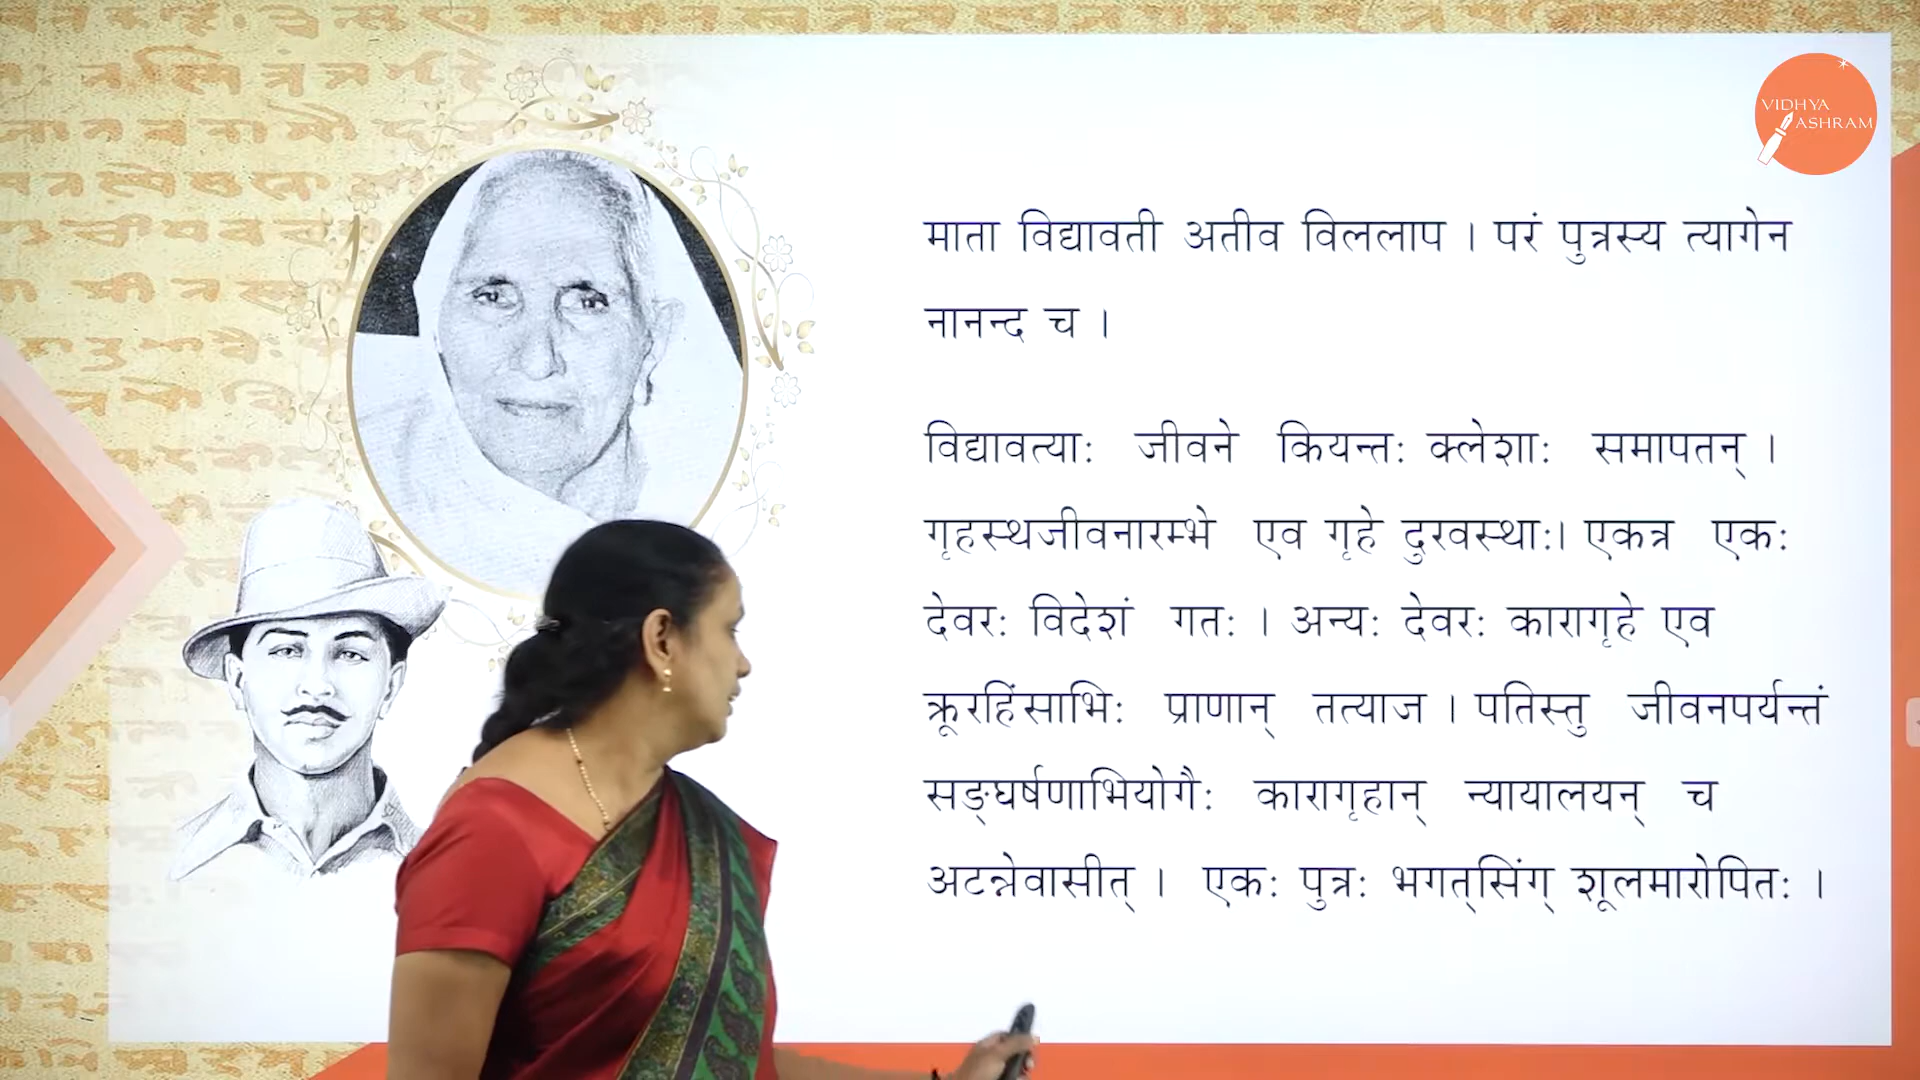 VIDHYA
ASHRAM
माता विद्यावती अतीव विललाप । परं पुत्रस्य त्यागेन
नानन्द च ।
विद्यावत्याः जीवने कियन्तः क्लेशाः समापतन् ।
गृहस्थजीवनारम्भे एव गृहे दुरवस्थाः। एकत्र एकः
देवरः विदेशं गतः । अन्यः देवरः कारागृहे एव
क्रूरहिंसाभिः प्राणान् तत्याज । पतिस्तु जीवनपर्यन्तं
सङ्घर्षणाभियोगैः कारागृहान् न्यायालयन् च
अटन्नेवासीत् । एकः पुत्रः भगत्सिंग् शूलमारोपितः ।